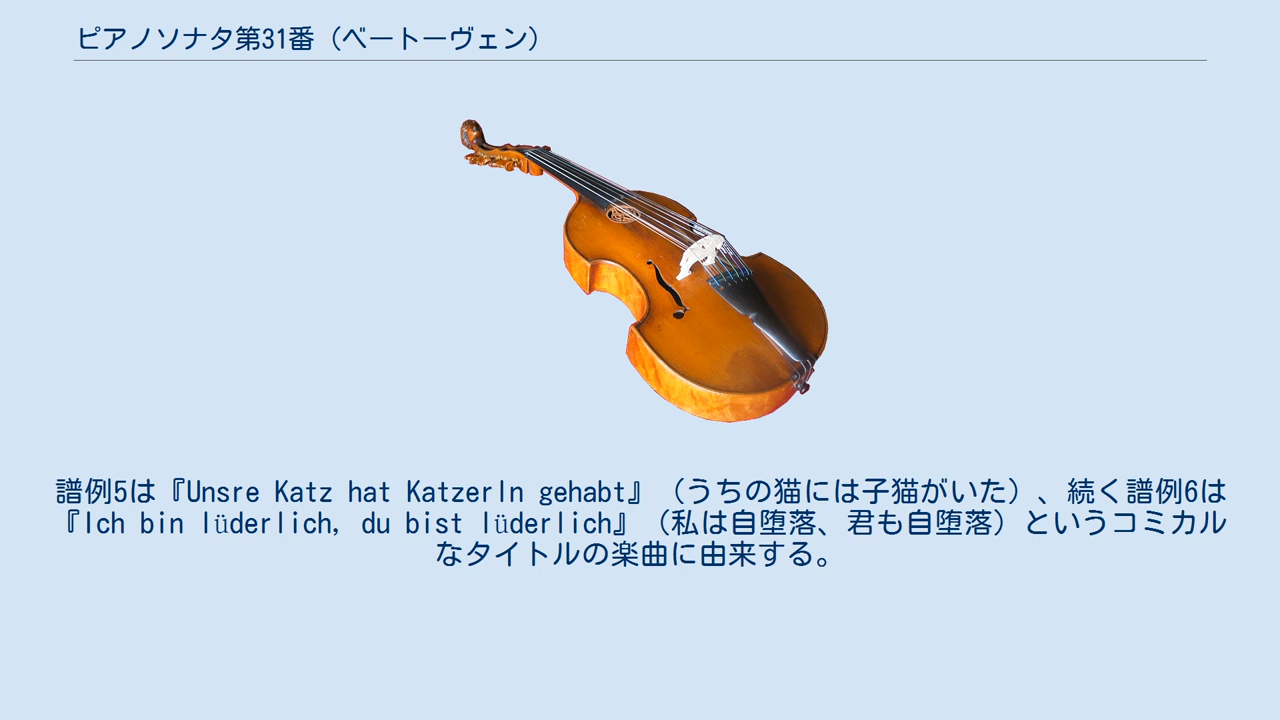 ピアノソナタ第31番（ベートーヴェン）
譜例5は『Unsre Katz hat Katzerln gehabt』（うちの猫には子猫がいた）、続く譜例6は
『Ich bin lüderlich, du bist lüderlich』（私は自堕落、君も自堕落）というコミカル
なタイトルの楽曲に由来する。